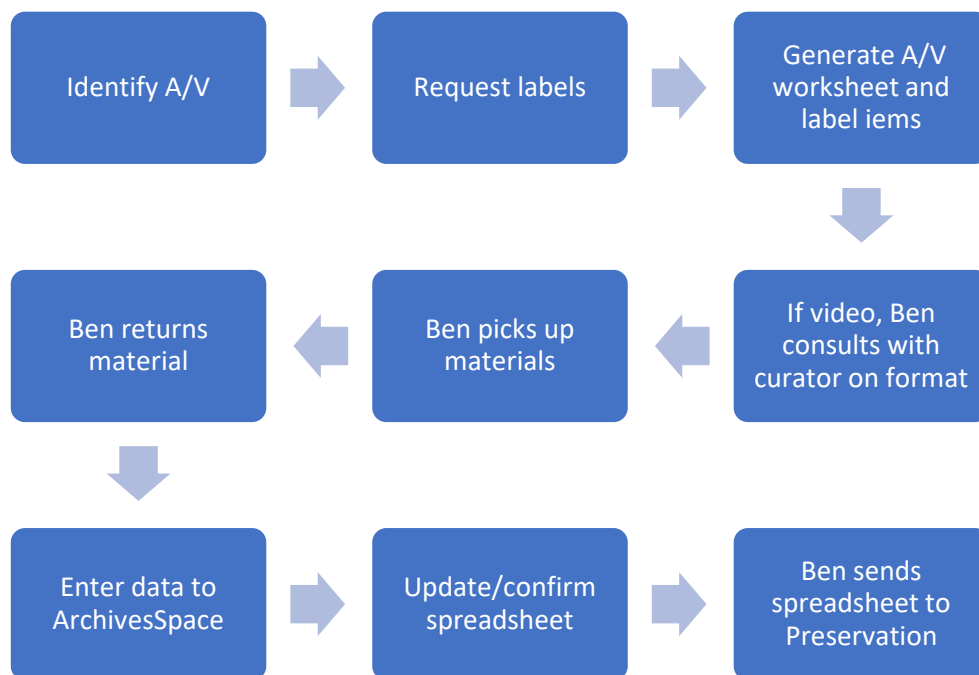 Identify A/V
Request labels
Generate A/V
worksheet and
label iems
Ben returns
material
Ben picks up
materials
If video, Ben
consults with
curator on format
Enter data to
ArchivesSpace
Update/confirm
spreadsheet
Ben sends
spreadsheet to
Preservation